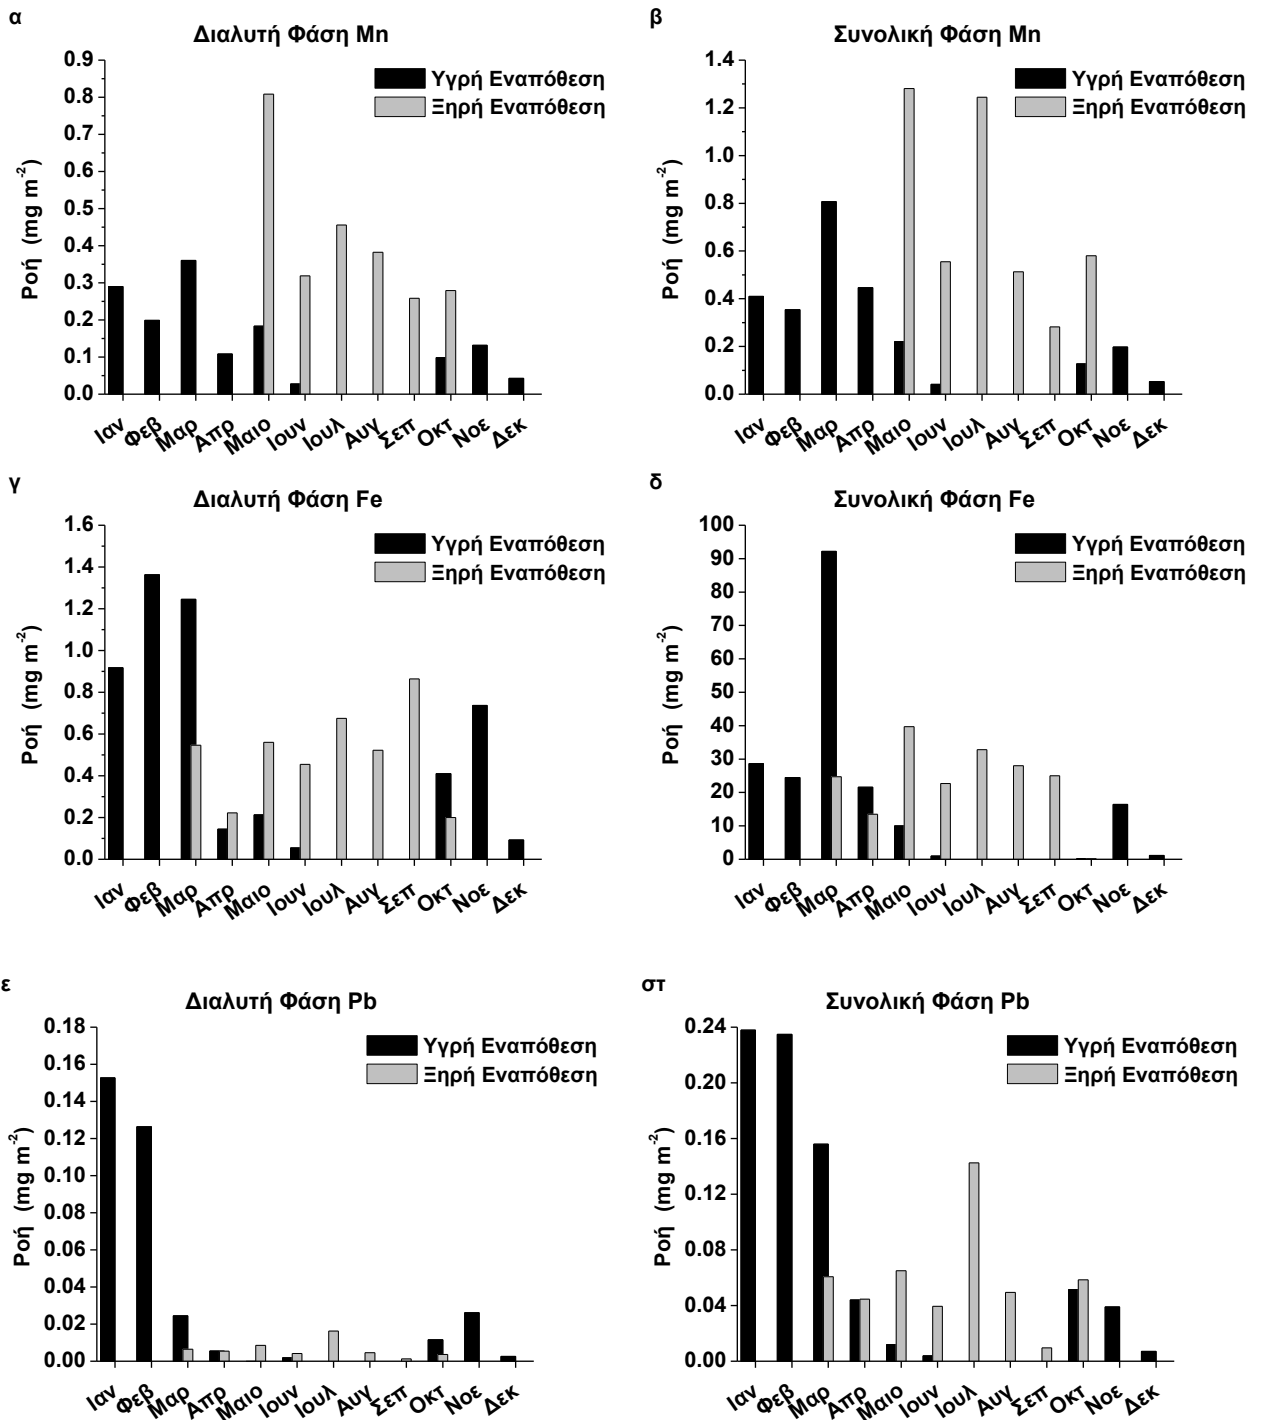 α
Διαλυτή Φάση Mn
Υγρή Εναπόθεση
Ξηρή Εναπόθεση
Ροή (mg m⁻²)
0.9
0.8
0.7
0.6
0.5
0.4
0.3
0.2
0.1
0.0
Ιαν Φεβ Μαρ Απρ Μαιο Ιουν Ιουλ Αυγ Σεπ Οκτ Νοε Δεκ
β
Συνολική Φάση Mn
Υγρή Εναπόθεση
Ξηρή Εναπόθεση
Ροή (mg m⁻²)
1.4
1.2
1.0
0.8
0.6
0.4
0.2
0.0
Ιαν Φεβ Μαρ Απρ Μαιο Ιουν Ιουλ Αυγ Σεπ Οκτ Νοε Δεκ
γ
Διαλυτή Φάση Fe
Υγρή Εναπόθεση
Ξηρή Εναπόθεση
Ροή (mg m⁻²)
1.6
1.4
1.2
1.0
0.8
0.6
0.4
0.2
0.0
Ιαν Φεβ Μαρ Απρ Μαιο Ιουν Ιουλ Αυγ Σεπ Οκτ Νοε Δεκ
δ
Συνολική Φάση Fe
Υγρή Εναπόθεση
Ξηρή Εναπόθεση
Ροή (mg m⁻²)
100
90
80
70
60
50
40
30
20
10
0
Ιαν Φεβ Μαρ Απρ Μαιο Ιουν Ιουλ Αυγ Σεπ Οκτ Νοε Δεκ
ε
Διαλυτή Φάση Pb
Υγρή Εναπόθεση
Ξηρή Εναπόθεση
Ροή (mg m⁻²)
0.18
0.16
0.14
0.12
0.10
0.08
0.06
0.04
0.02
0.00
Ιαν Φεβ Μαρ Απρ Μαιο Ιουν Ιουλ Αυγ Σεπ Οκτ Νοε Δεκ
στ
Συνολική Φάση Pb
Υγρή Εναπόθεση
Ξηρή Εναπόθεση
Ροή (mg m⁻²)
0.24
0.20
0.16
0.12
0.08
0.04
0.00
Ιαν Φεβ Μαρ Απρ Μαιο Ιουν Ιουλ Αυγ Σεπ Οκτ Νοε Δεκ